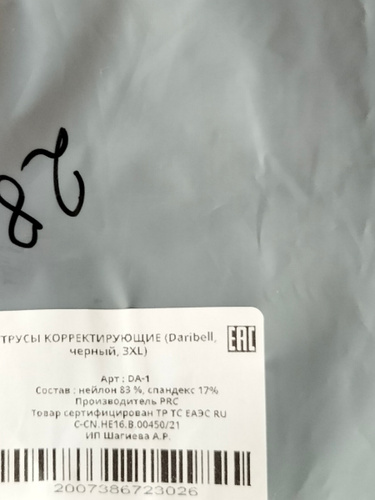 28
ТРУСЫ КОРРЕКТИРУЮЩИЕ (Daribell,
черный, 3XL)
EAC
Арт : DA-1
Состав : нейлон 83 %, спандекс 17%
Производитель PRC
Товар сертифицирован ТР ТС ЕАЭС RU
С-CN.НЕ16.В.00450/21
ИП Шагиева А.Р.
2007386723026